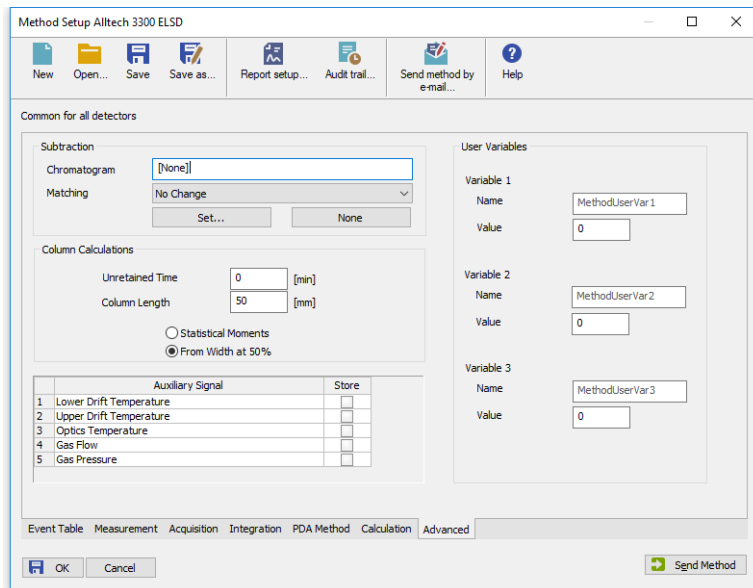 Method Setup Alltech 3300 ELSD
New Open... Save Save as... Report setup... Audit trail... Send method by e-mail... Help
Common for all detectors
Subtraction
Chromatogram [None]
Matching No Change
Set... None
Column Calculations
Unretained Time 0 [min]
Column Length 50 [mm]
Statistical Moments
From Width at 50%
Auxiliary Signal Store
1 Lower Drift Temperature
2 Upper Drift Temperature
3 Optics Temperature
4 Gas Flow
5 Gas Pressure
User Variables
Variable 1
Name MethodUserVar1
Value 0
Variable 2
Name MethodUserVar2
Value 0
Variable 3
Name MethodUserVar3
Value 0
Event Table Measurement Acquisition Integration PDA Method Calculation Advanced
OK Cancel Send Method